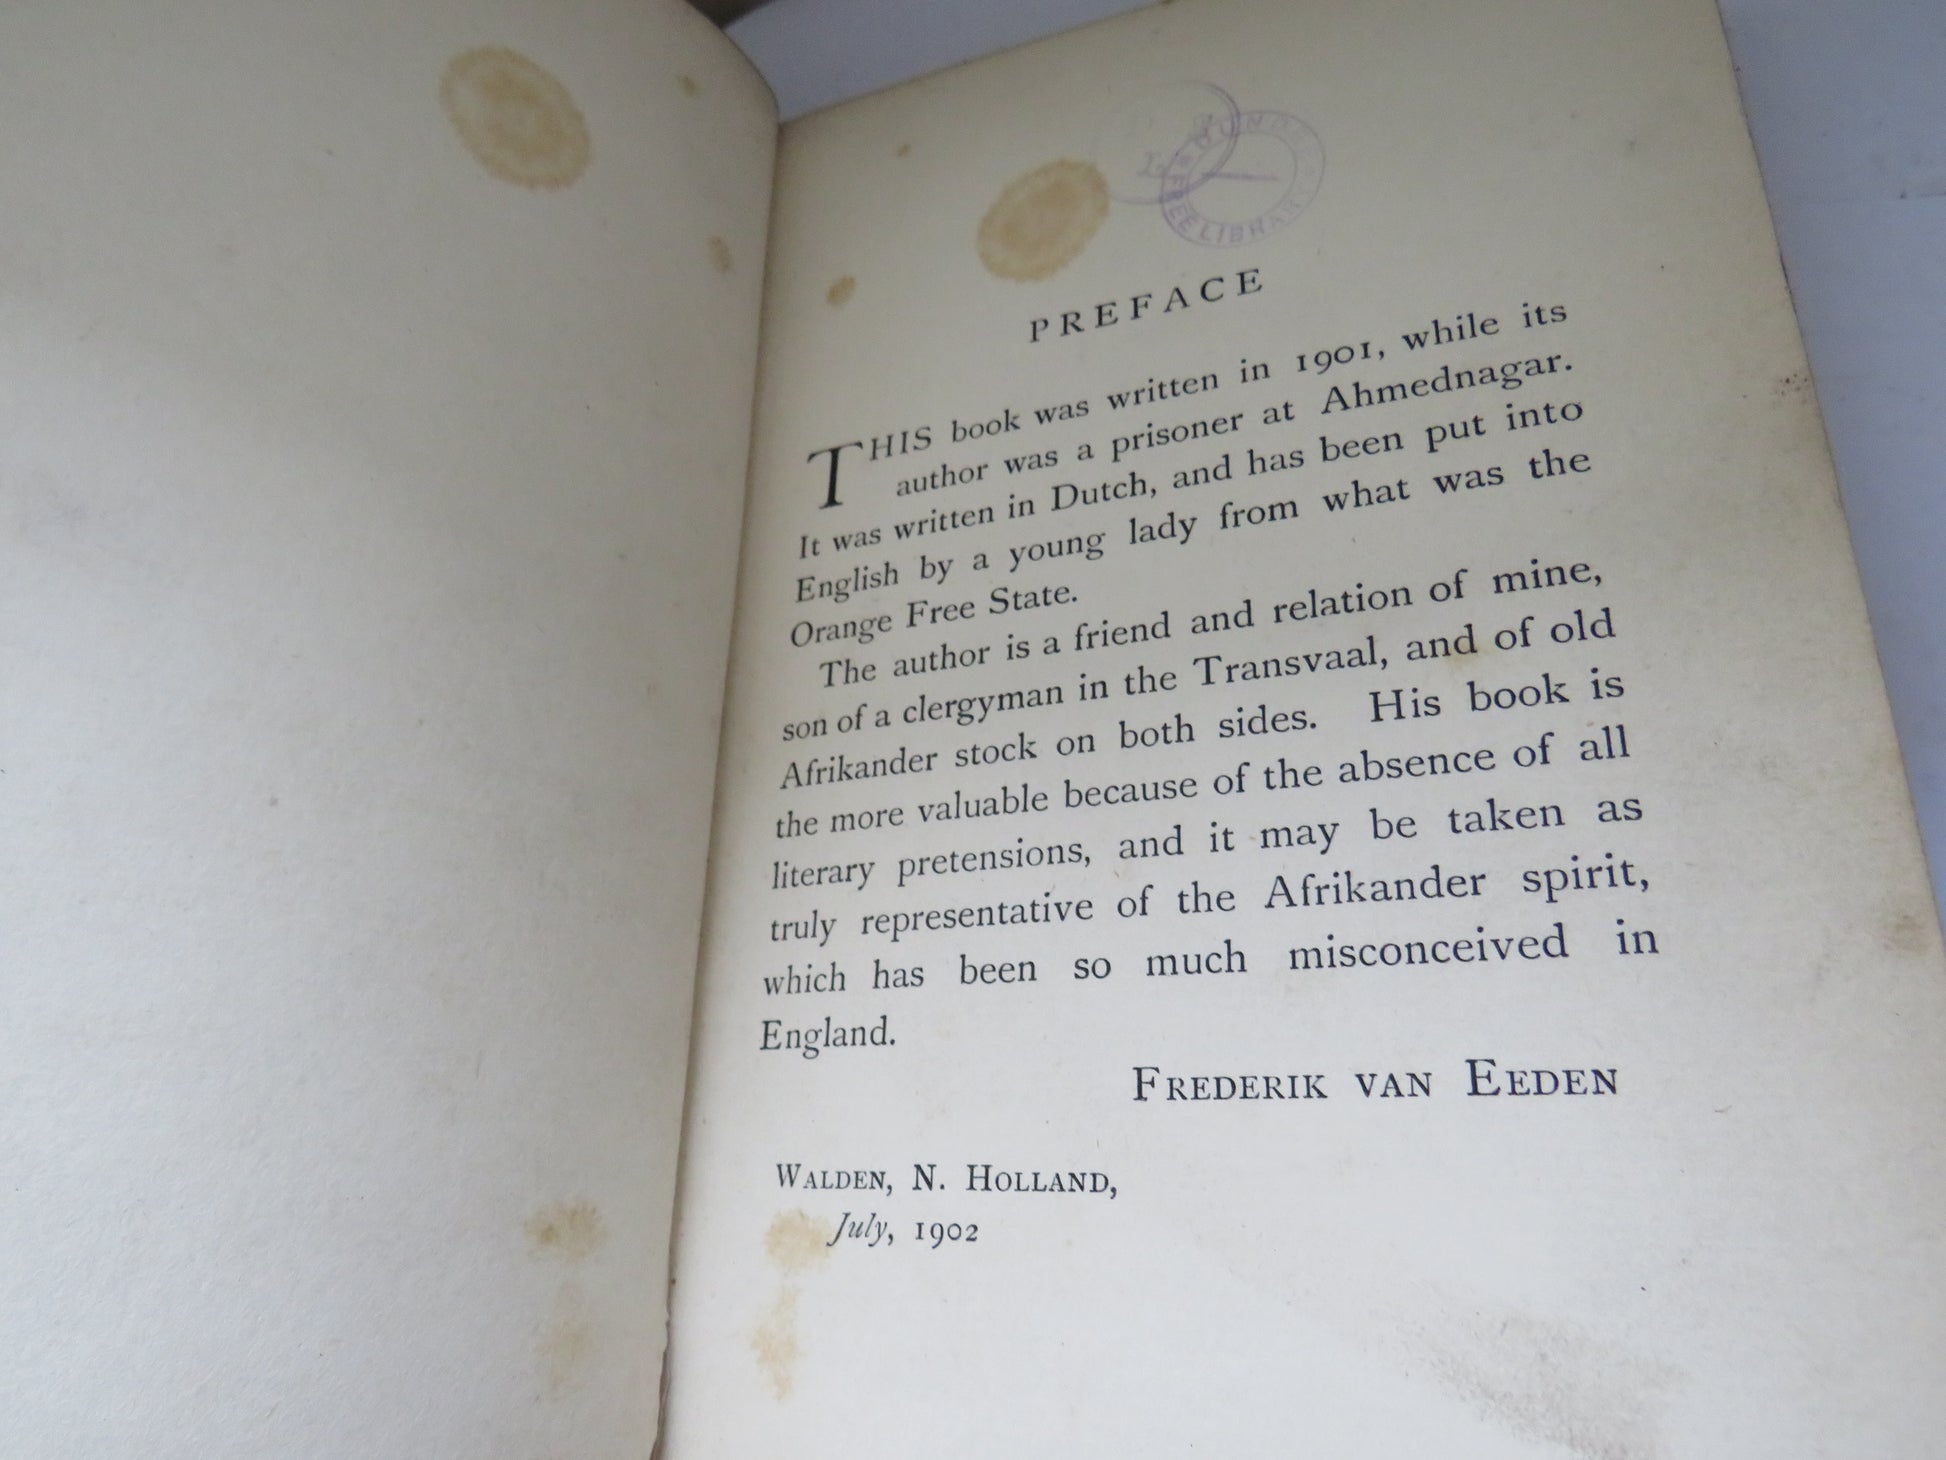 DUNDEE FREE LIBRARY
PREFACE
THIS book was written in 1901, while its
author was a prisoner at Ahmednagar.
It was written in Dutch, and has been put into
English by a young lady from what was the
Orange Free State.
The author is a friend and relation of mine,
son of a clergyman in the Transvaal, and of old
Afrikander stock on both sides. His book is
the more valuable because of the absence of all
literary pretensions, and it may be taken as
truly representative of the Afrikander spirit,
which has been so much misconceived in
England.
FREDERIK VAN EEDEN
WALDEN, N. HOLLAND,
July, 1902